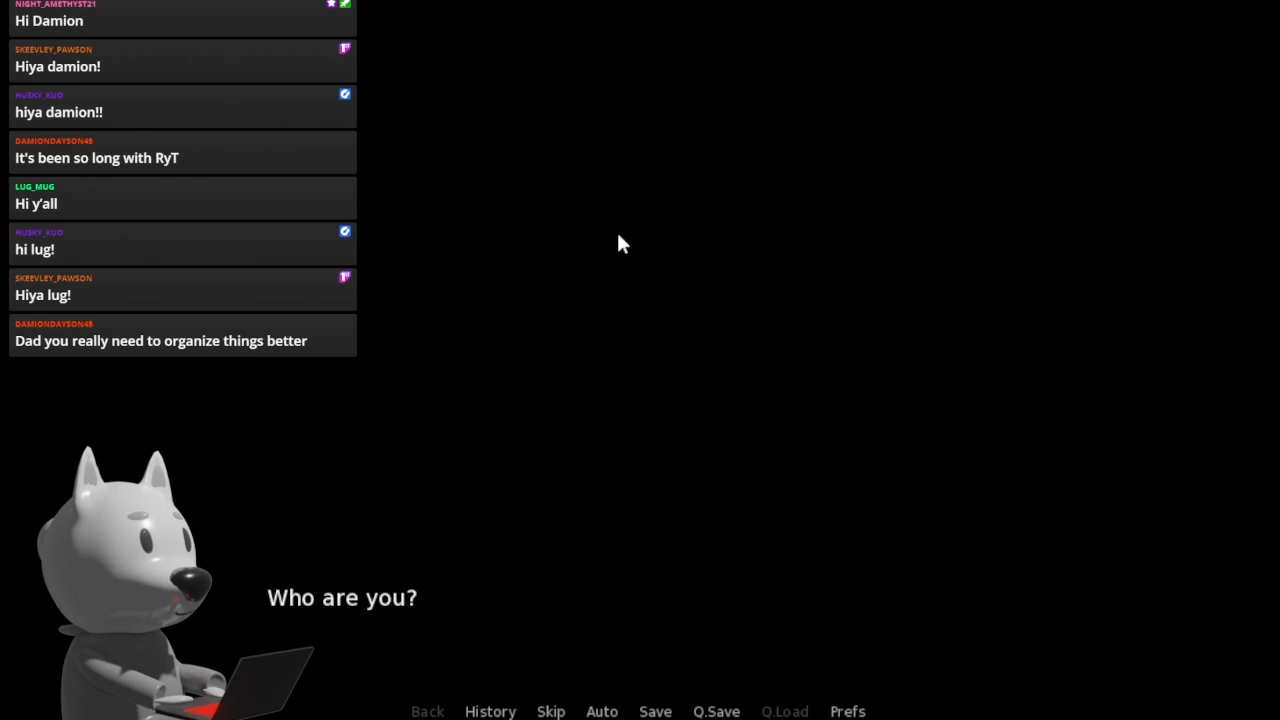 NIGHT_AMETHYST21
Hi Damion
SKEEVLEY_PAWSON
Hiya damion!
HUSKY_KUO
hiya damion!!
DAMIONDAYSON45
It's been so long with RyT
LUG_MUG
Hi y'all
HUSKY_KUO
hi lug!
SKEEVLEY_PAWSON
Hiya lug!
DAMIONDAYSON45
Dad you really need to organize things better
Who are you?
Back History Skip Auto Save Q.Save Q.Load Prefs